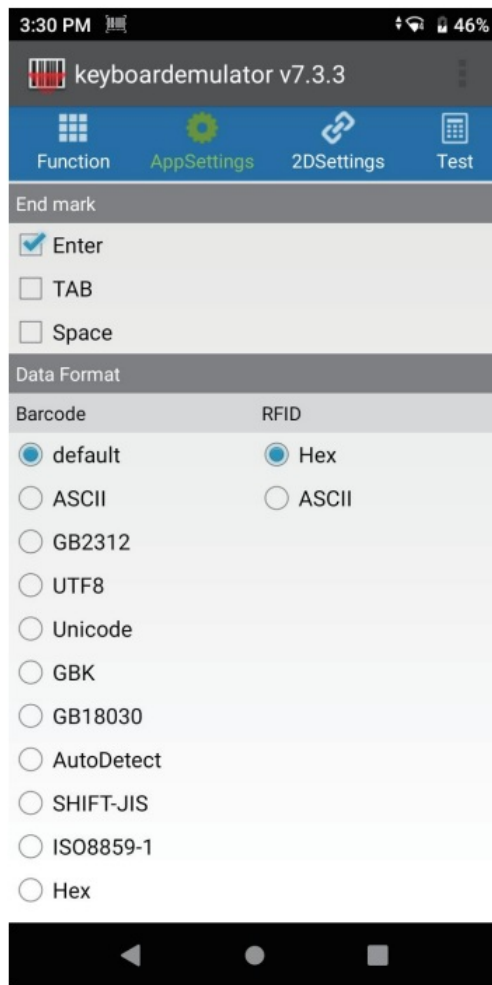 3:30 PM 46%
keyboardemulator v7.3.3
Function AppSettings 2DSettings Test
End mark
Enter
TAB
Space
Data Format
Barcode RFID
default Hex
ASCII ASCII
GB2312
UTF8
Unicode
GBK
GB18030
AutoDetect
SHIFT-JIS
ISO8859-1
Hex